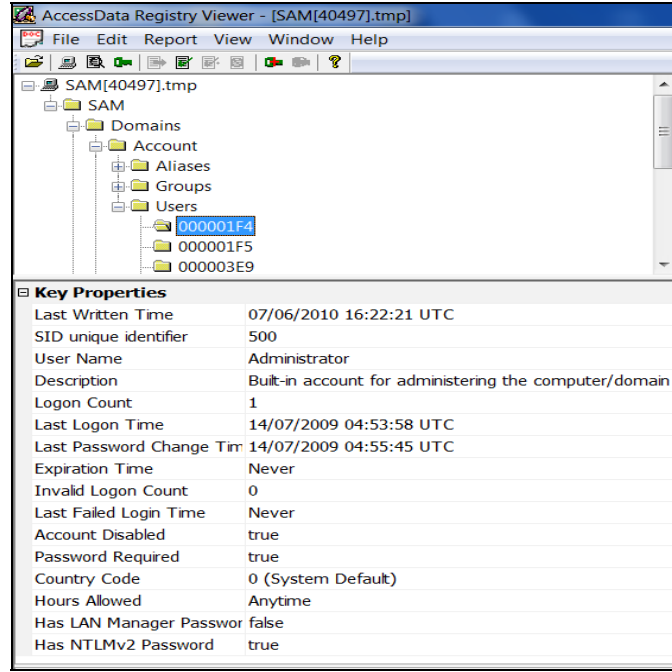 AccessData Registry Viewer - [SAM[40497].tmp]
File Edit Report View Window Help
SAM[40497].tmp
SAM
Domains
Account
Aliases
Groups
Users
000001F4
000001F5
000003E9
Key Properties
Last Written Time 07/06/2010 16:22:21 UTC
SID unique identifier 500
User Name Administrator
Description Built-in account for administering the computer/domain
Logon Count 1
Last Logon Time 14/07/2009 04:53:58 UTC
Last Password Change Tim 14/07/2009 04:55:45 UTC
Expiration Time Never
Invalid Logon Count 0
Last Failed Login Time Never
Account Disabled true
Password Required true
Country Code 0 (System Default)
Hours Allowed Anytime
Has LAN Manager Passwor false
Has NTLMv2 Password true